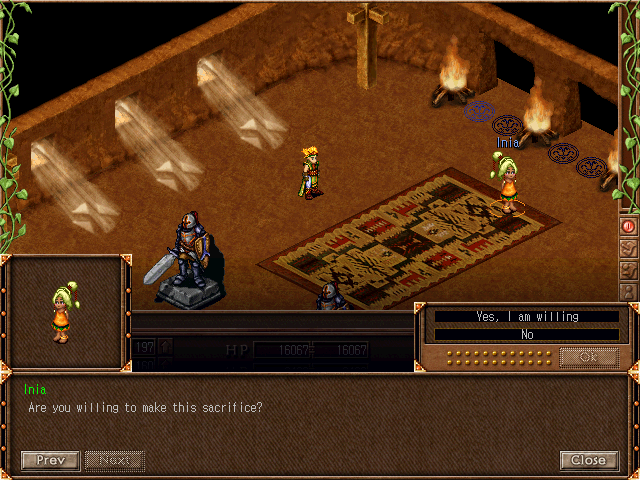 Inia
Yes, I am willing
No
Ok
197
HP 16067 16067
Inia
Are you willing to make this sacrifice?
Prev Next Close